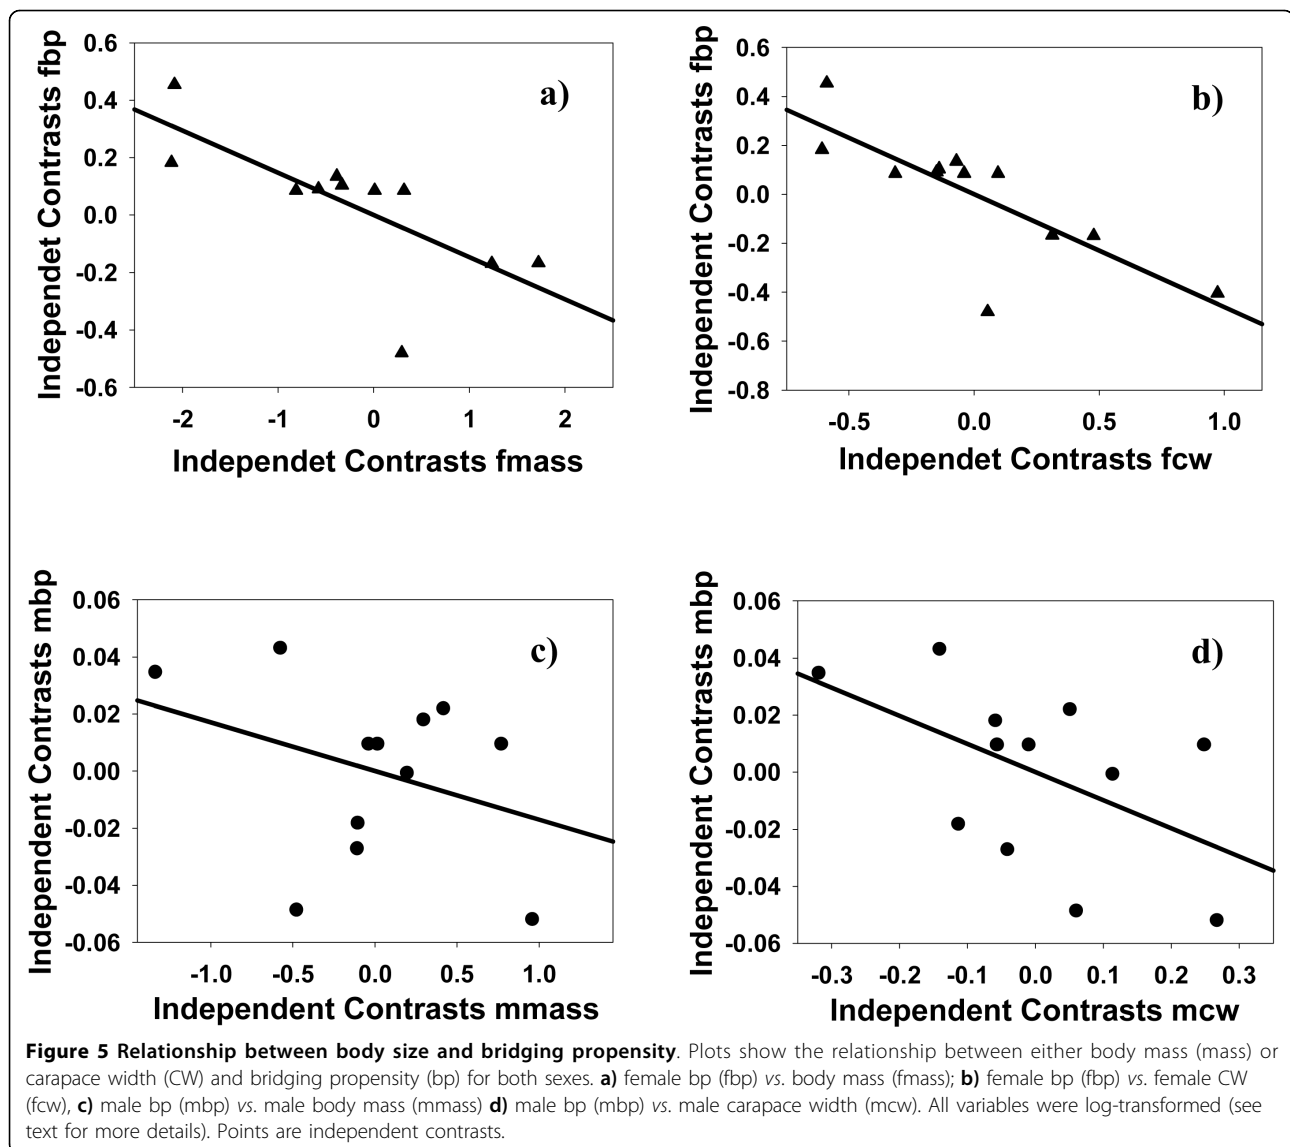 Independet Contrasts fbp
0.6
0.4
0.2
0.0
-0.2
-0.4
-0.6
a)
-2 -1 0 1 2
Independet Contrasts fmass
Independent Contrasts fbp
0.6
0.4
0.2
0.0
-0.2
-0.4
-0.6
-0.8
b)
-0.5 0.0 0.5 1.0
Independet Contrasts fcw
Independent Contrasts mbp
0.06
0.04
0.02
0.00
-0.02
-0.04
-0.06
c)
-1.0 -0.5 0.0 0.5 1.0
Independent Contrasts mmass
Independent Contrasts mbp
0.06
0.04
0.02
0.00
-0.02
-0.04
-0.06
d)
-0.3 -0.2 -0.1 0.0 0.1 0.2 0.3
Independent Contrasts mcw
Figure 5 Relationship between body size and bridging propensity. Plots show the relationship between either body mass (mass) or
carapace width (CW) and bridging propensity (bp) for both sexes. a) female bp (fbp) vs. body mass (fmass); b) female bp (fbp) vs. female CW
(fcw), c) male bp (mbp) vs. male body mass (mmass) d) male bp (mbp) vs. male carapace width (mcw). All variables were log-transformed (see
text for more details). Points are independent contrasts.